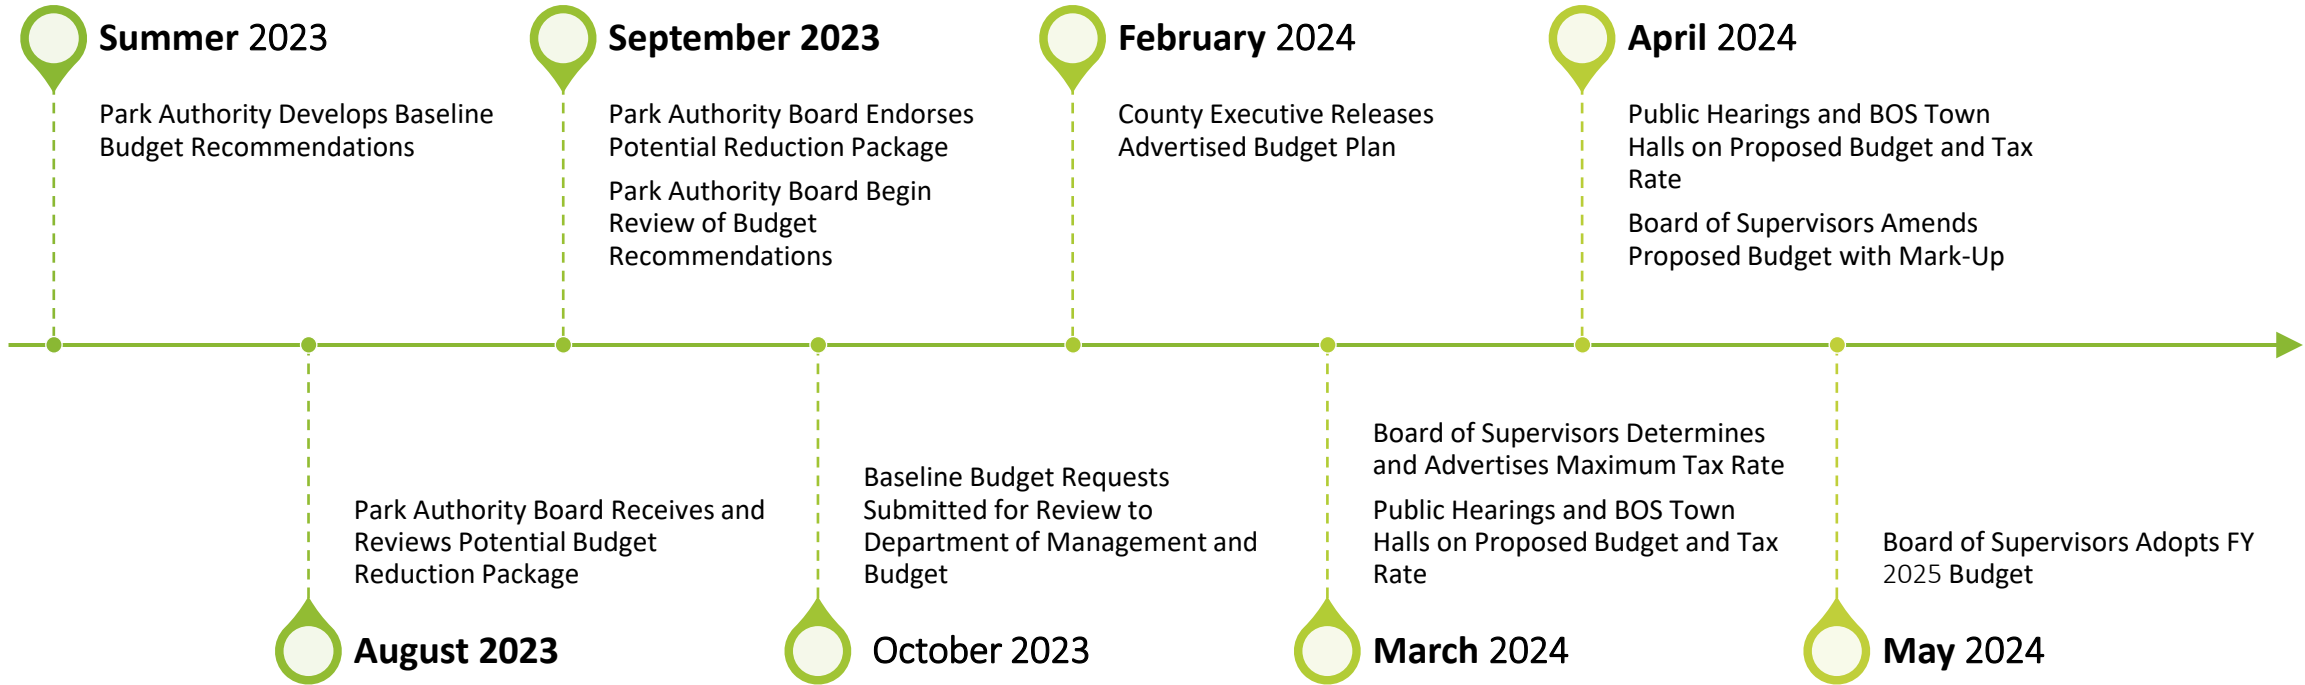 Summer 2023
Park Authority Develops Baseline
Budget Recommendations
September 2023
Park Authority Board Endorses
Potential Reduction Package
Park Authority Board Begin
Review of Budget
Recommendations
February 2024
County Executive Releases
Advertised Budget Plan
April 2024
Public Hearings and BOS Town
Halls on Proposed Budget and Tax
Rate
Board of Supervisors Amends
Proposed Budget with Mark-Up
Park Authority Board Receives and
Reviews Potential Budget
Reduction Package
August 2023
Baseline Budget Requests
Submitted for Review to
Department of Management and
Budget
October 2023
Board of Supervisors Determines
and Advertises Maximum Tax Rate
Public Hearings and BOS Town
Halls on Proposed Budget and Tax
Rate
March 2024
Board of Supervisors Adopts FY
2025 Budget
May 2024